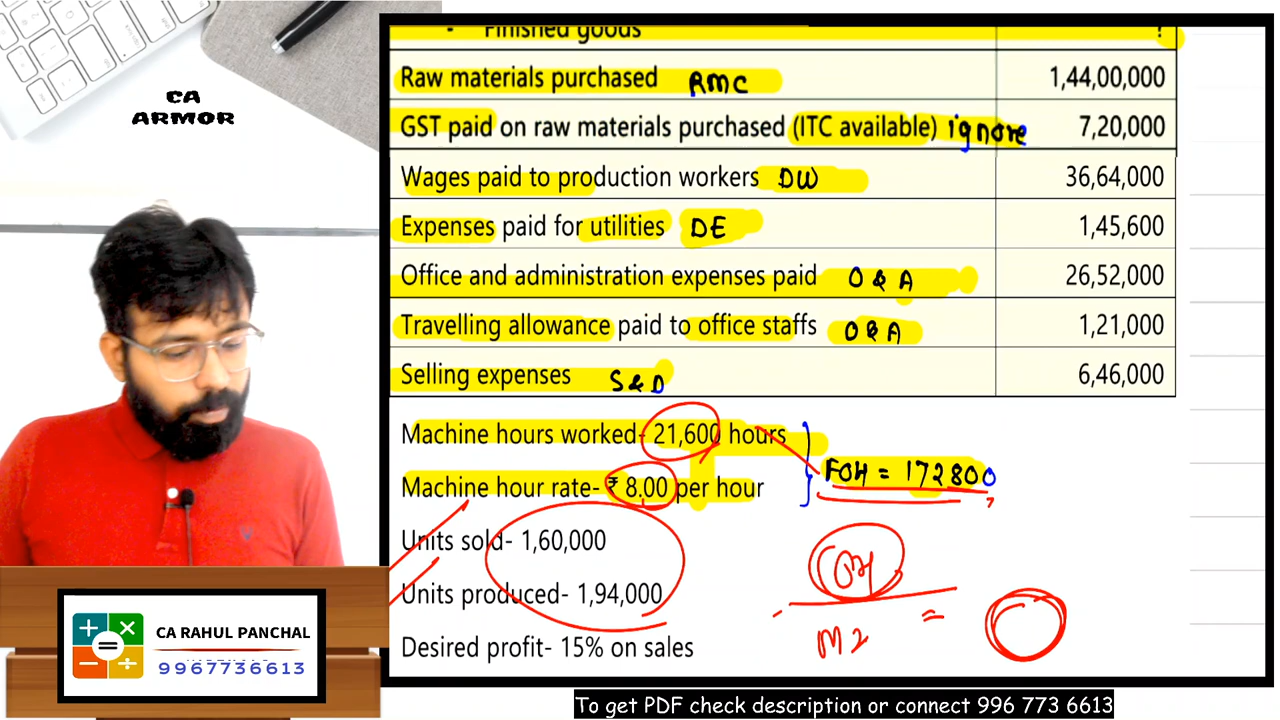 CA
ARMOR
- Finished goods ?
Raw materials purchased RMC 1,44,00,000
GST paid on raw materials purchased (ITC available) ignore 7,20,000
Wages paid to production workers DW 36,64,000
Expenses paid for utilities DE 1,45,600
Office and administration expenses paid O & A 26,52,000
Travelling allowance paid to office staffs O & A 1,21,000
Selling expenses S & D 6,46,000
Machine hours worked- 21,600 hours
FOH = 172800
Machine hour rate- ₹ 8.00 per hour
Units sold- 1,60,000
Units produced- 1,94,000
Desired profit- 15% on sales
CA RAHUL PANCHAL
9967736613
To get PDF check description or connect 996 773 6613